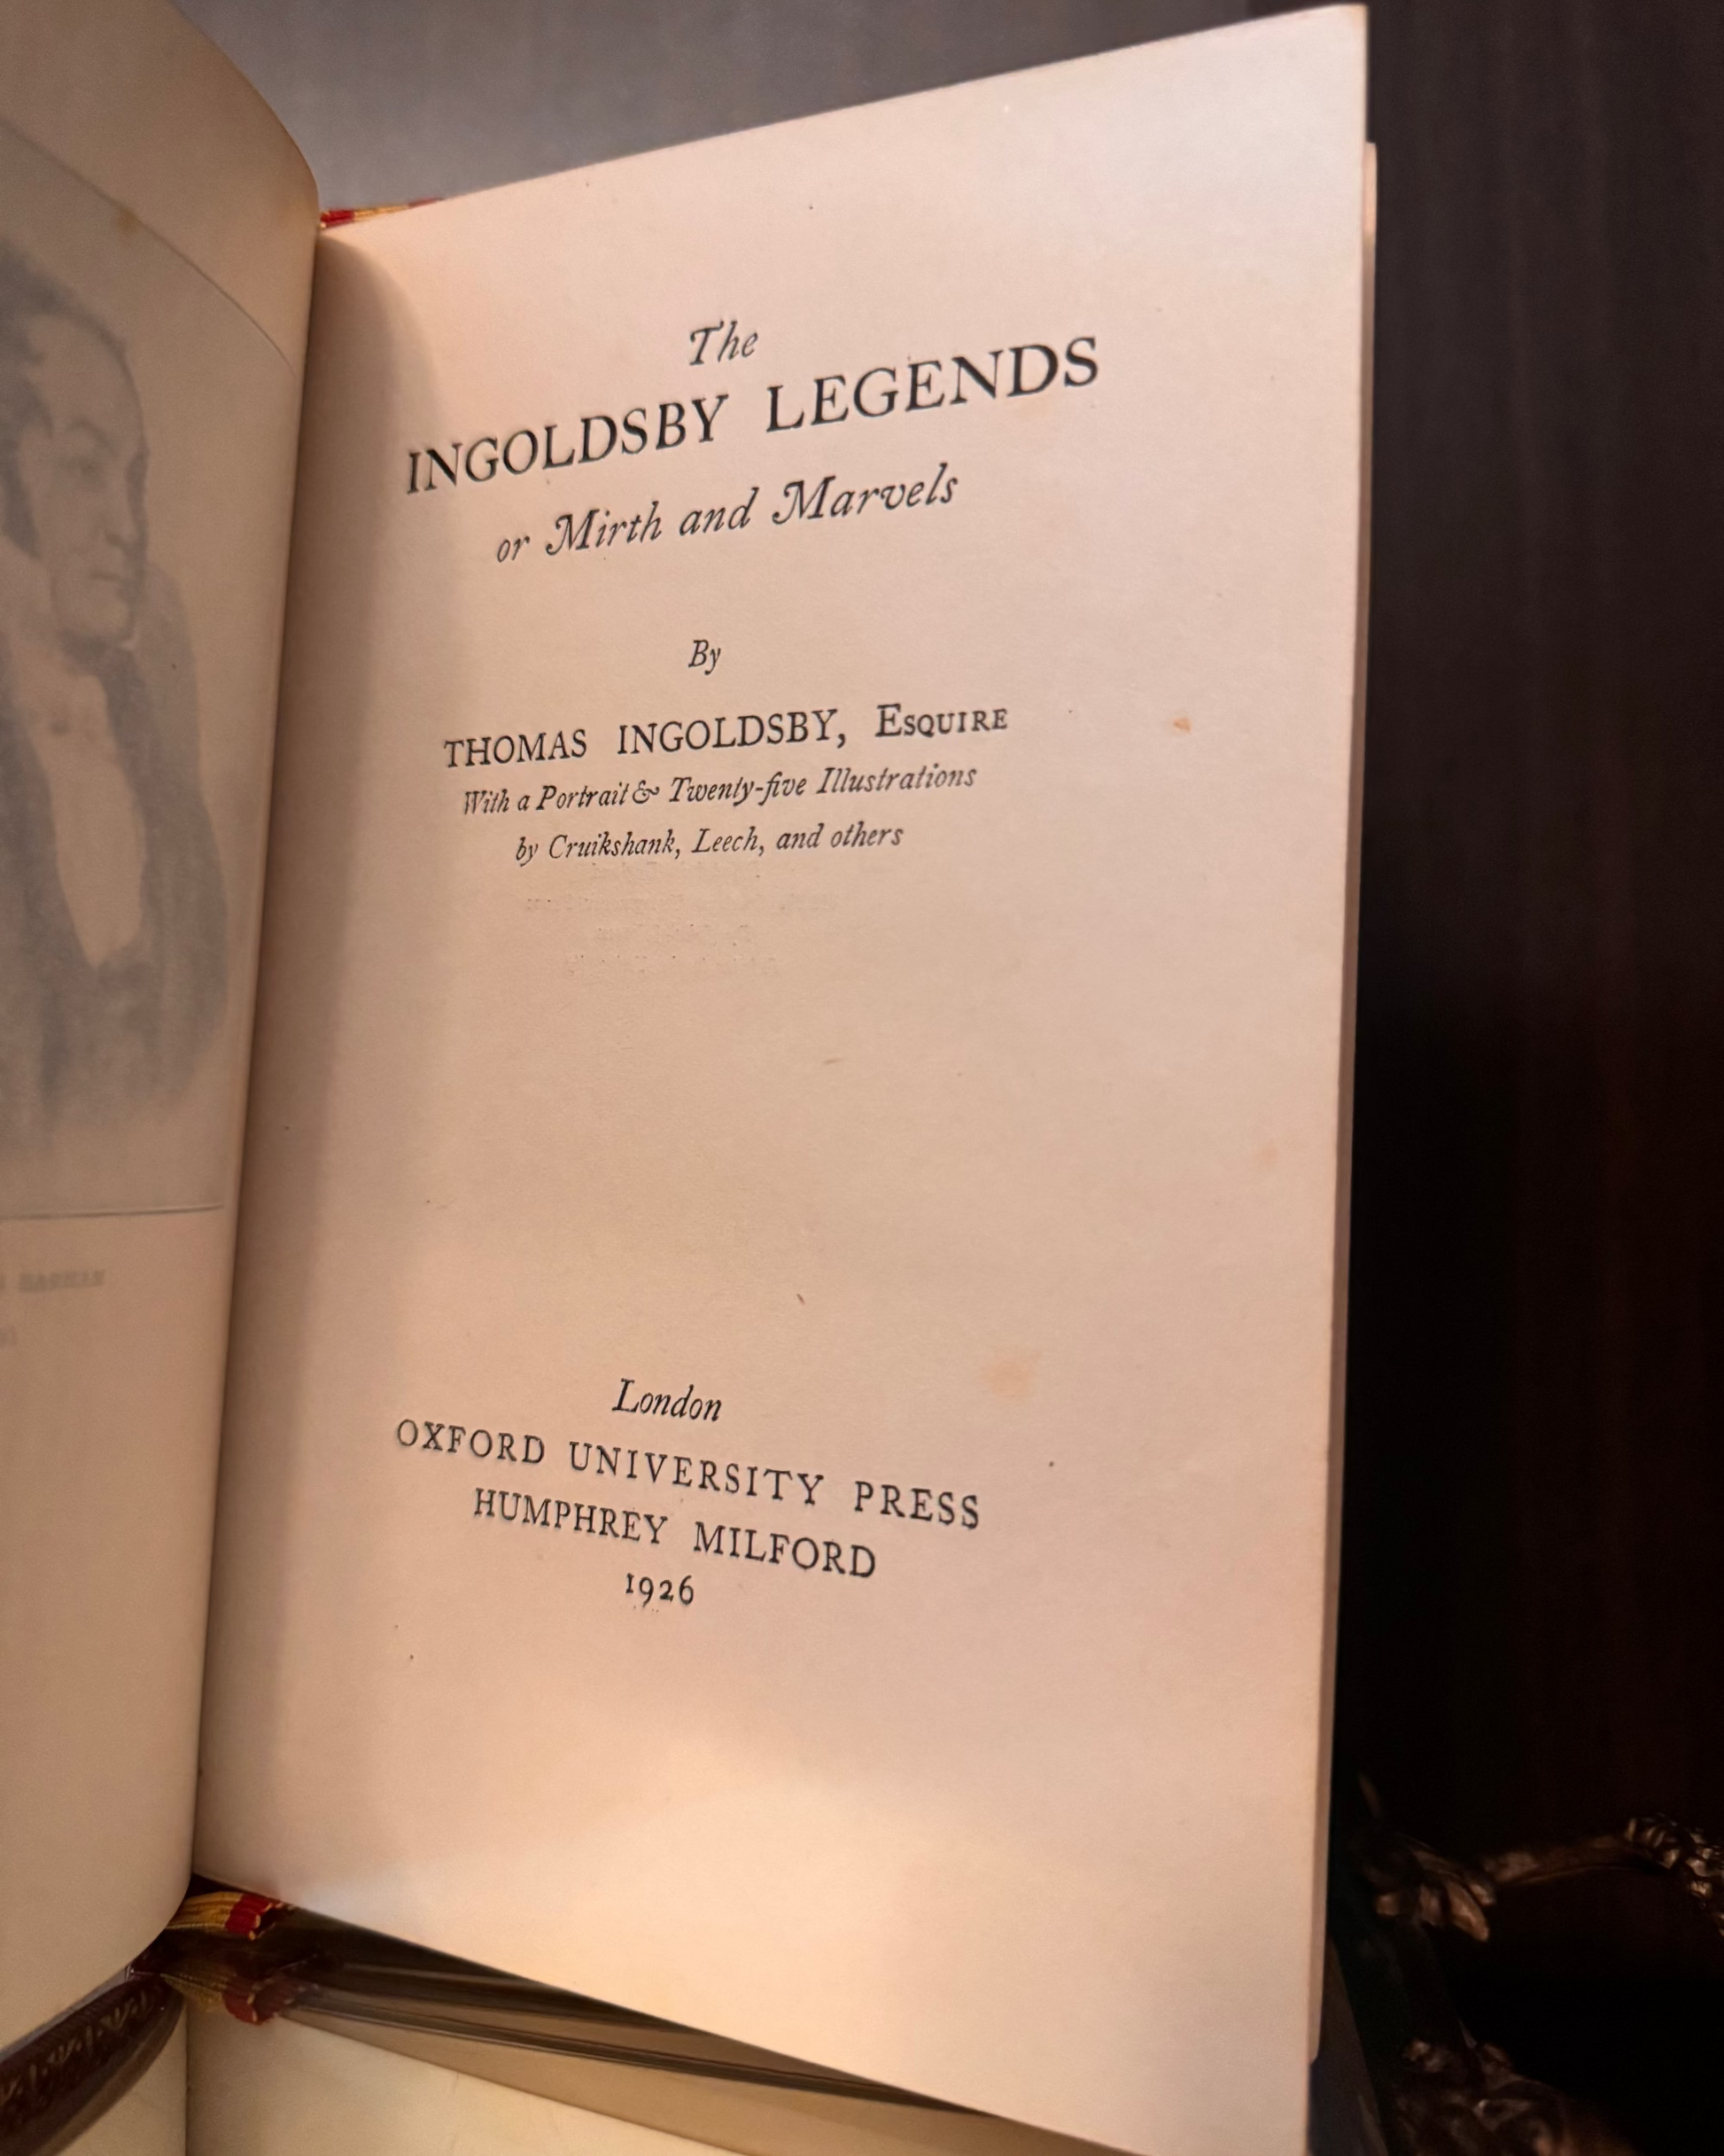 The
INGOLDSBY LEGENDS
or Mirth and Marvels
By
THOMAS INGOLDSBY, ESQUIRE
With a Portrait & Twenty-five Illustrations
by Cruikshank, Leech, and others
London
OXFORD UNIVERSITY PRESS
HUMPHREY MILFORD
1926